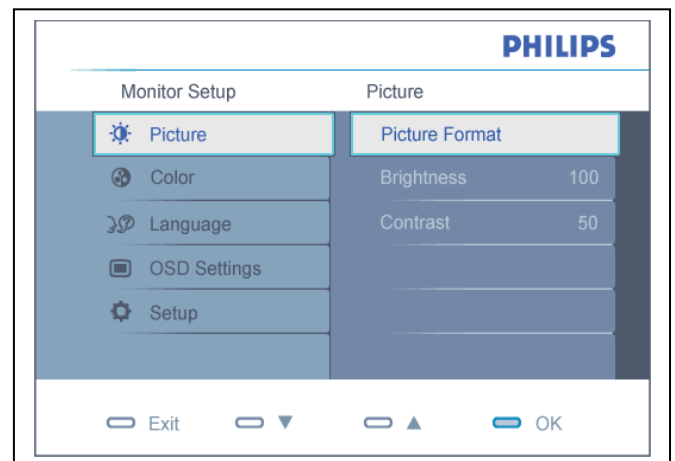 PHILIPS
Monitor Setup Picture
Picture Picture Format
Color Brightness 100
Language Contrast 50
OSD Settings
Setup
Exit ▼ ▲ OK